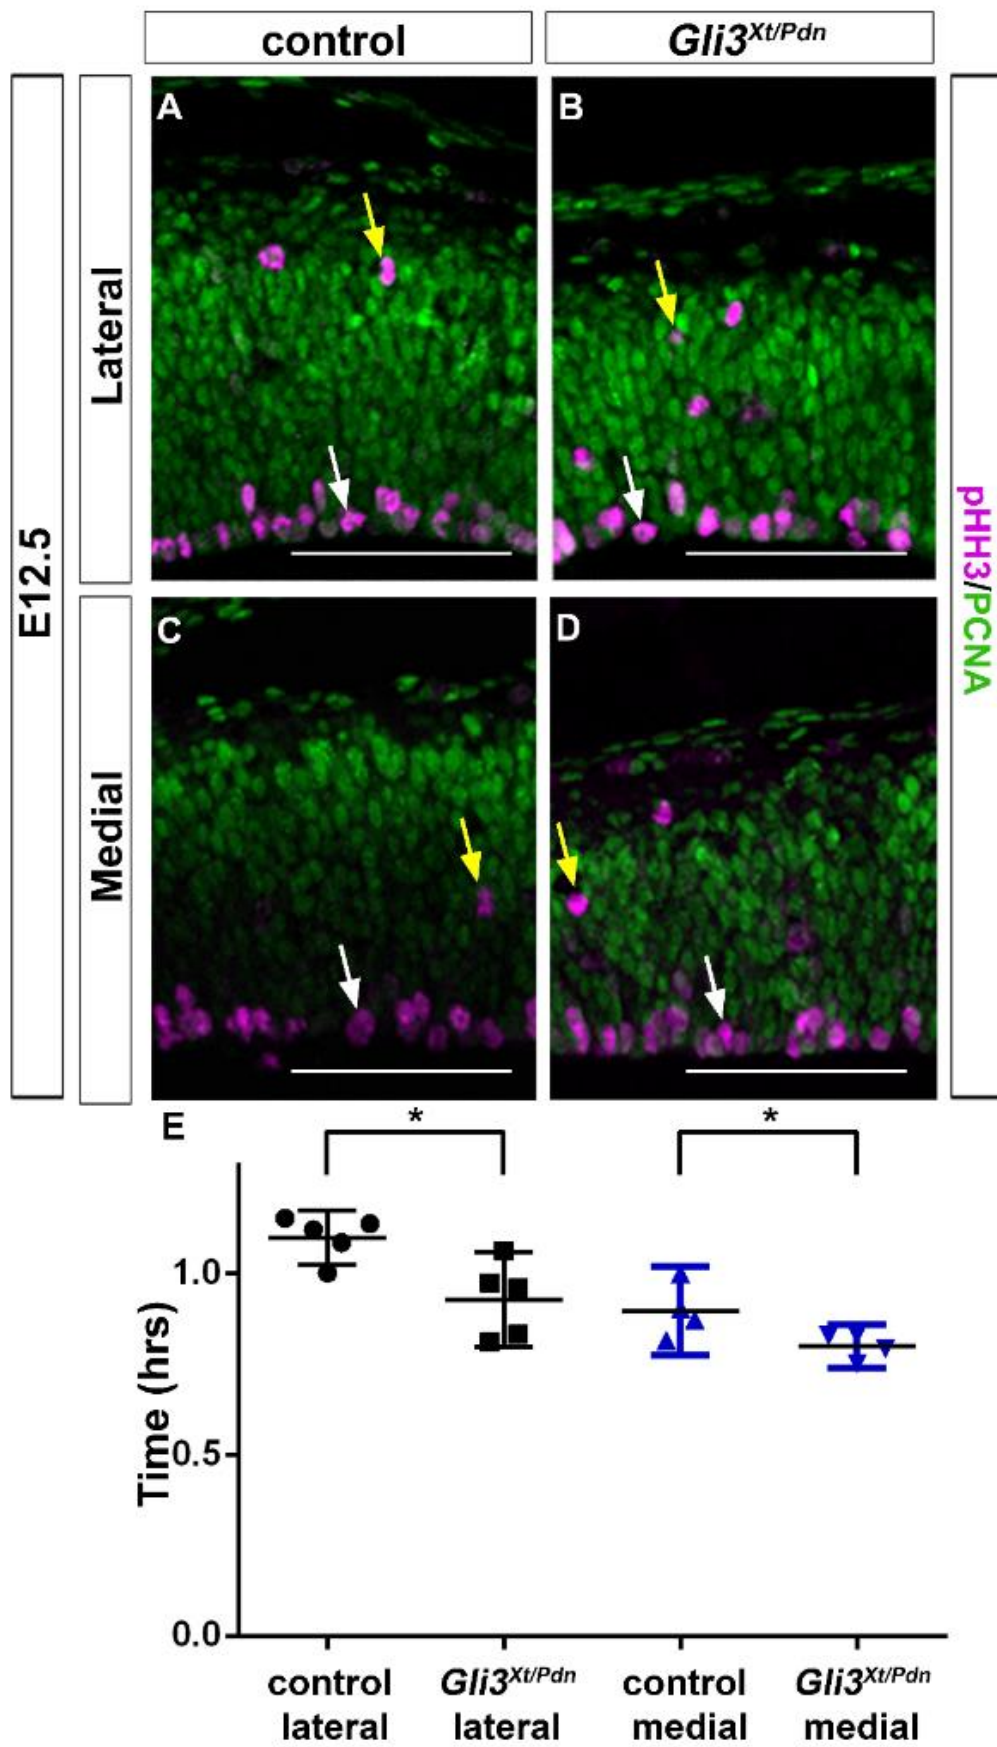 control
Gli3Xt/Pdn
E12.5
Lateral
A
B
pHH3/PCNA
Medial
C
D
E
*
*
Time (hrs)
1.0
0.5
0.0
control
lateral
Gli3Xt/Pdn
lateral
control
medial
Gli3Xt/Pdn
medial